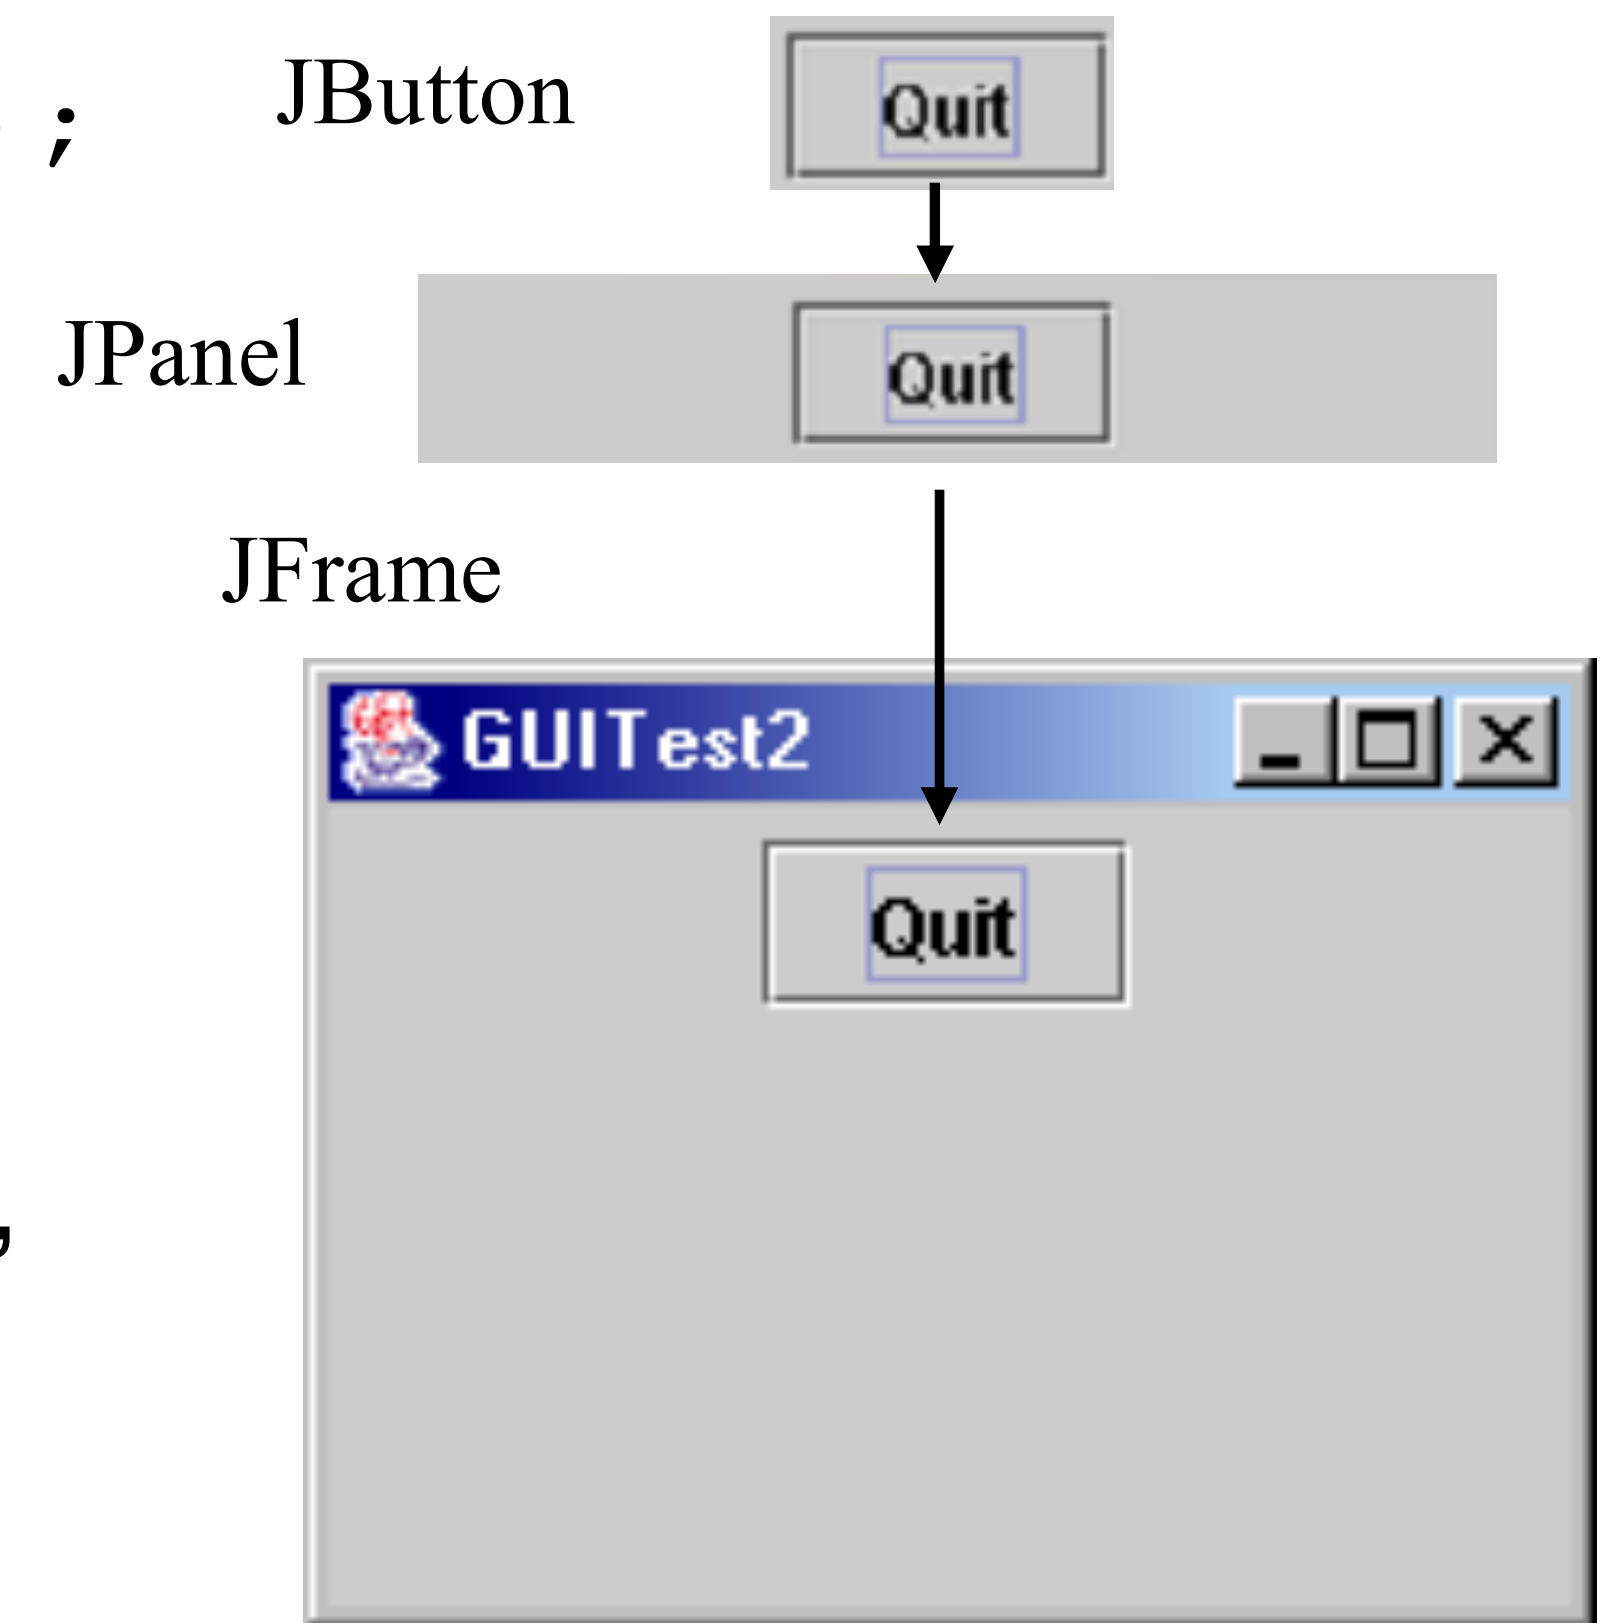 ; JButton Quit
JPanel Quit
JFrame
GUITest2
Quit
,